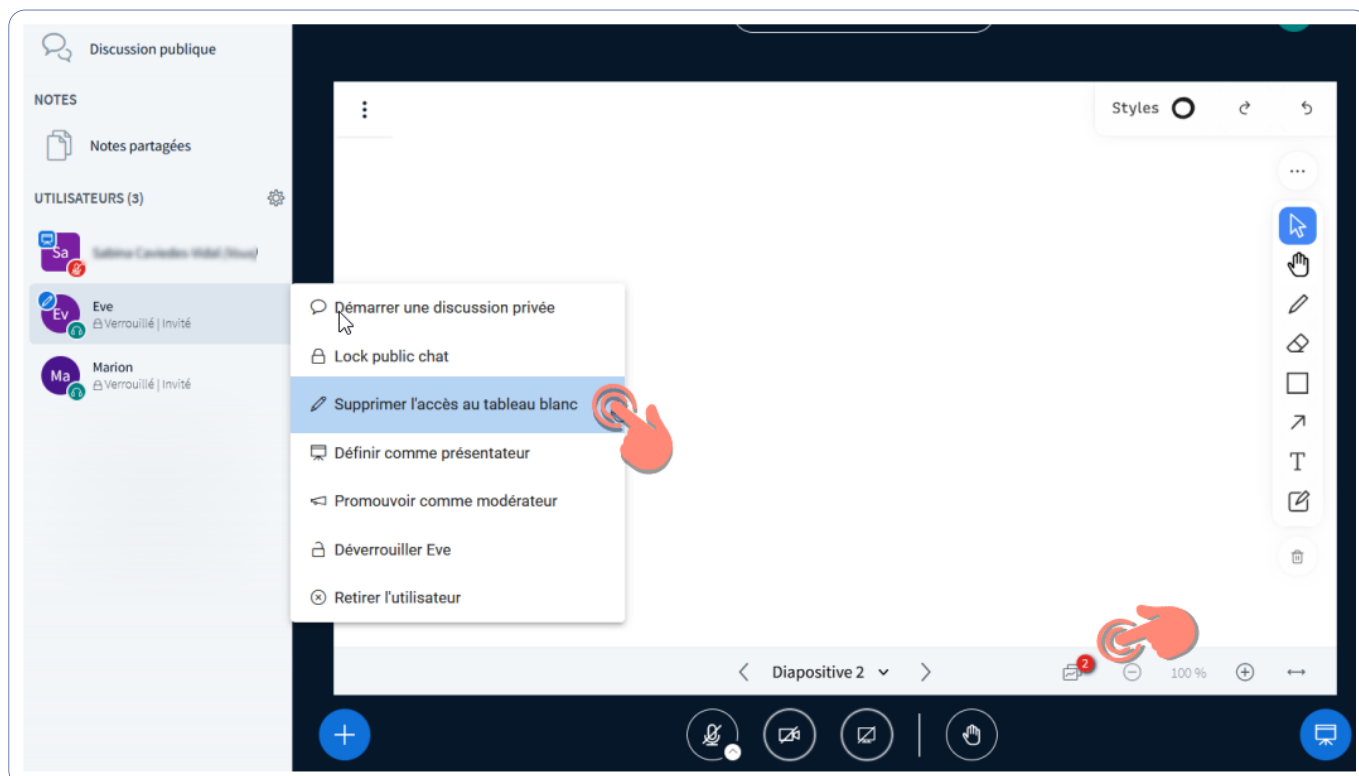 Discussion publique
NOTES
Notes partagées
UTILISATEURS (3)
Sa
Ev
Eve
Verrouillé | Invité
Ma
Marion
Verrouillé | Invité
Démarrer une discussion privée
Lock public chat
Supprimer l'accès au tableau blanc
Définir comme présentateur
Promouvoir comme modérateur
Déverrouiller Eve
Retirer l'utilisateur
Styles
T
Diapositive 2
2
100 %